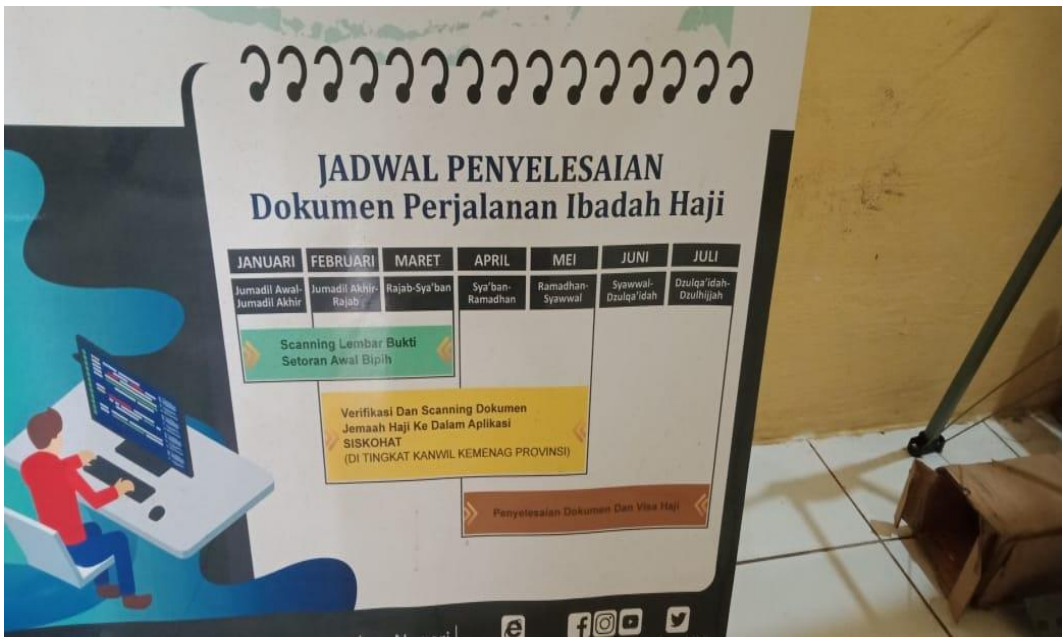 JADWAL PENYELESAIAN
Dokumen Perjalanan Ibadah Haji
JANUARI FEBRUARI MARET APRIL MEI JUNI JULI
Jumadil Awal- Jumadil Akhir- Rajab-Sya'ban Sya'ban- Ramadhan- Syawwal- Dzulqa'idah-
Jumadil Akhir Rajab Ramadhan Syawwal Dzulqa'idah Dzulhijjah
Scanning Lembar Bukti
Setoran Awal Bipih
Verifikasi Dan Scanning Dokumen
Jemaah Haji Ke Dalam Aplikasi
SISKOHAT
(DI TINGKAT KANWIL KEMENAG PROVINSI)
Penyelesaian Dokumen Dan Visa Haji